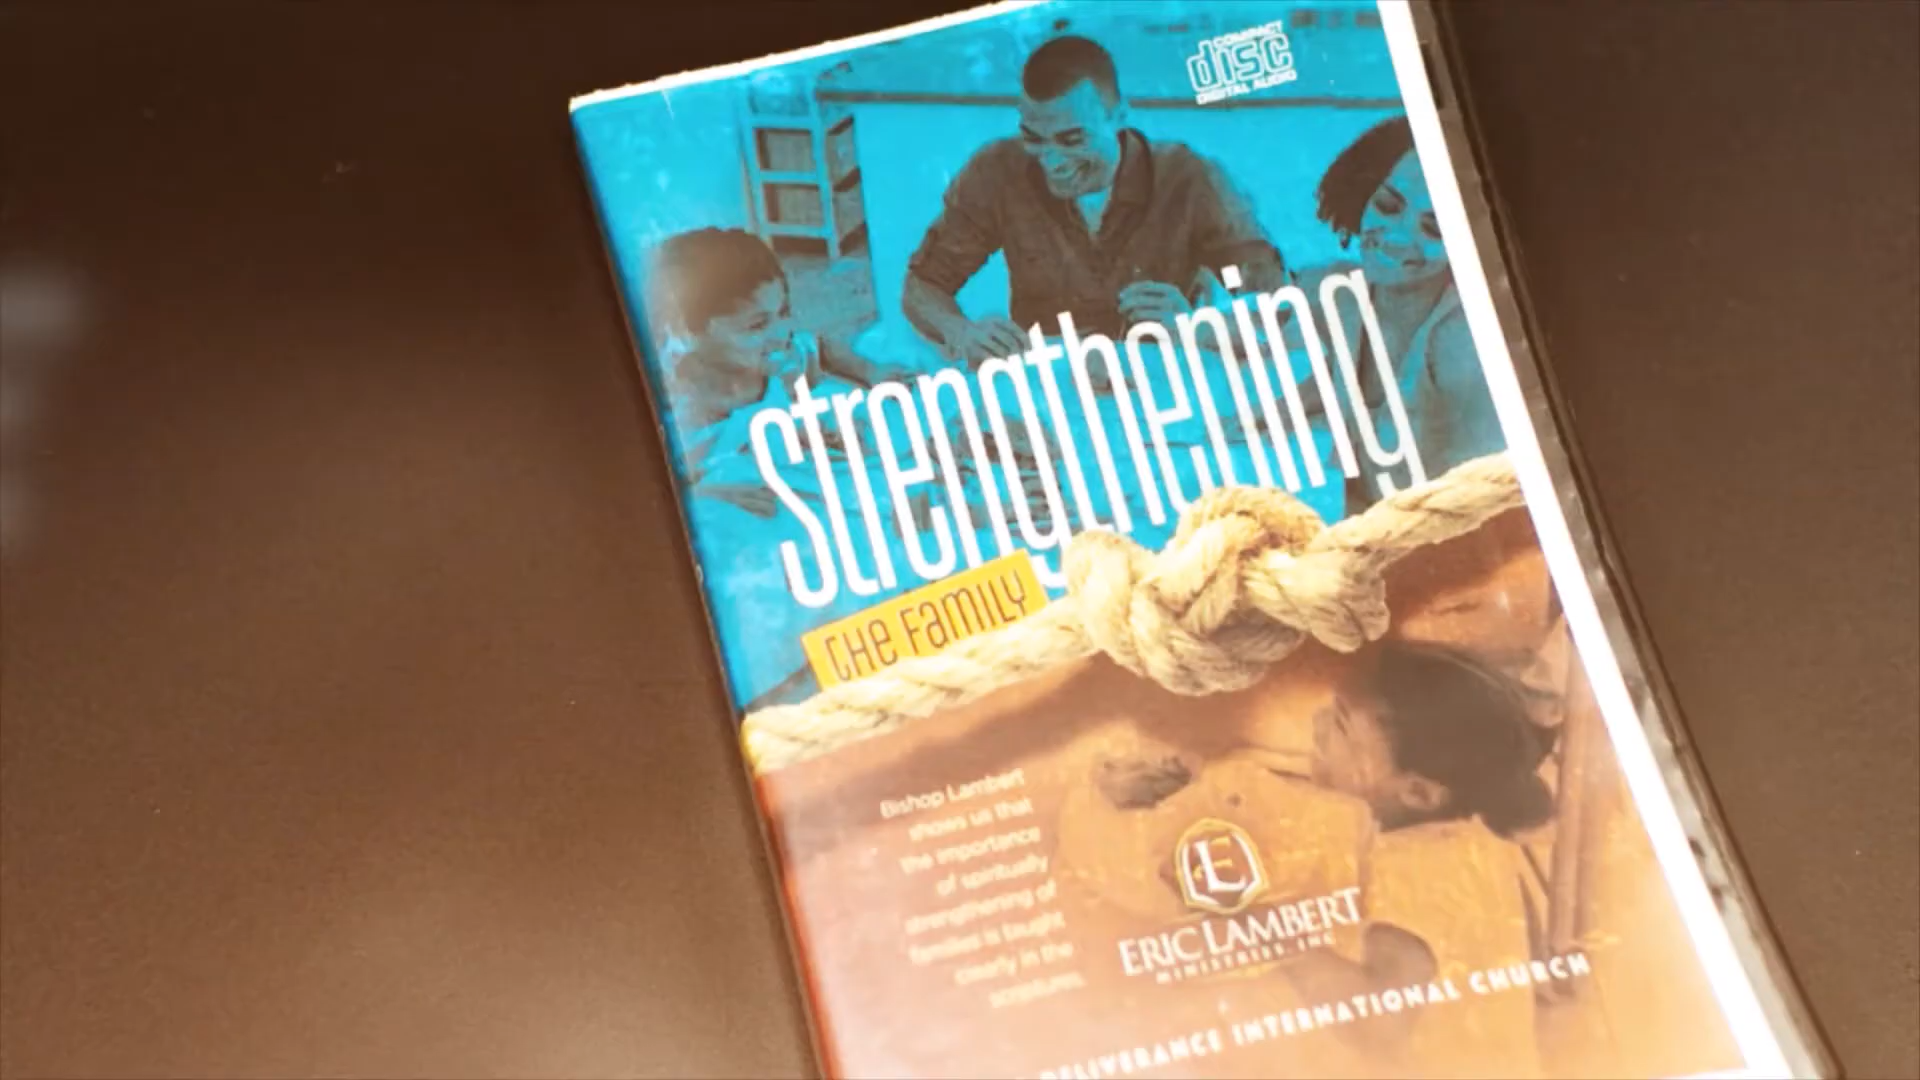 COMPACT
disc
DIGITAL AUDIO
strengthening
THE FAMILY
Bishop Lambert
shows us that
the importance
of spiritually
strengthening of
families is taught
clearly in the
scriptures.
E
ERIC LAMBERT
MINISTRIES, INC
DELIVERANCE INTERNATIONAL CHURCH